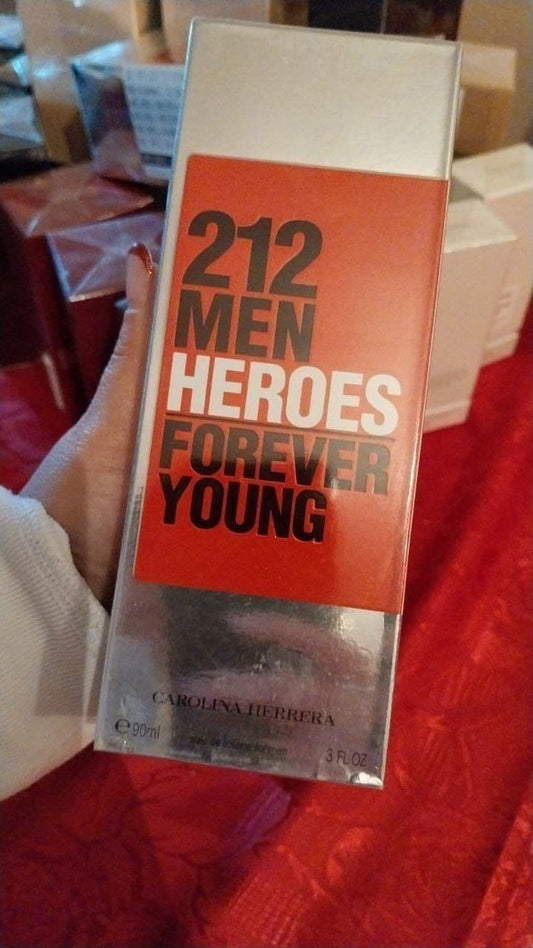 212
MEN
HEROES
FOREVER
YOUNG
CAROLINA HERRERA
e 90ml
eau de toilette for men
3 FL OZ